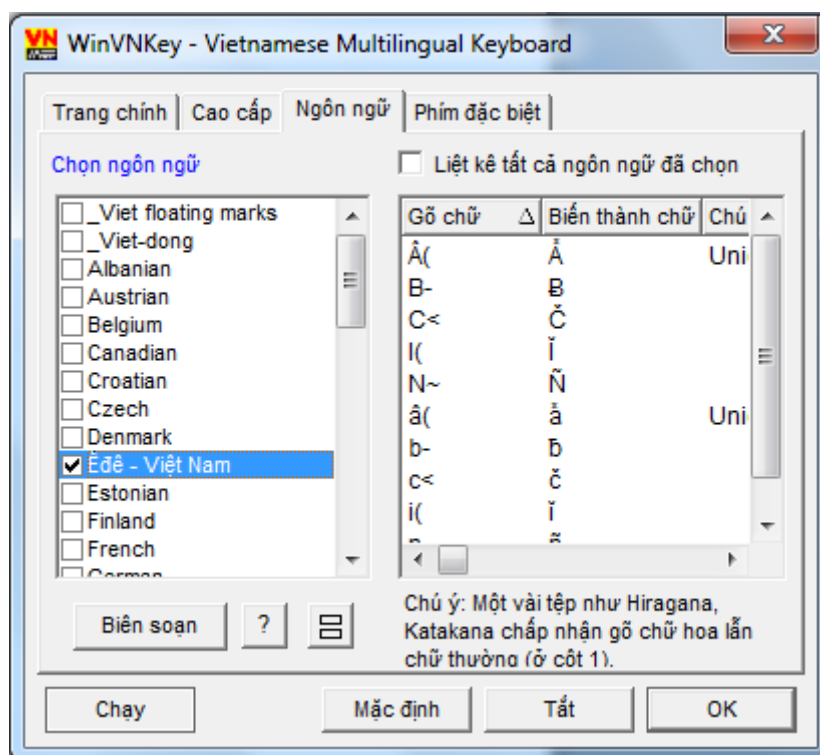 WinVNKey - Vietnamese Multilingual Keyboard
Trang chính Cao cấp Ngôn ngữ Phím đặc biệt
Chọn ngôn ngữ
Liệt kê tất cả ngôn ngữ đã chọn
_Viet floating marks
_Viet-dong
Albanian
Austrian
Belgium
Canadian
Croatian
Czech
Denmark
Êđê - Việt Nam
Estonian
Finland
French
German
Gõ chữ Biến thành chữ Chú
Â( Â̆ Uni
B- Ƀ
C< Č
I( Ĭ
N~ Ñ
â( â̆ Uni
b- ƀ
c< č
i( ĭ
Biên soạn ?
Chú ý: Một vài tệp như Hiragana,
Katakana chấp nhận gõ chữ hoa lẫn
chữ thường (ở cột 1).
Chạy Mặc định Tắt OK